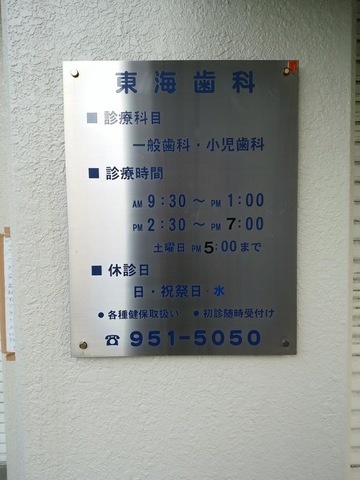 東海歯科
■ 診療科目
一般歯科・小児歯科
■ 診療時間
AM 9:30～PM 1:00
PM 2:30～PM 7:00
土曜日 PM 5:00まで
■ 休診日
日・祝祭日・水
● 各種健保取扱い ● 初診随時受付け
☎ 951-5050